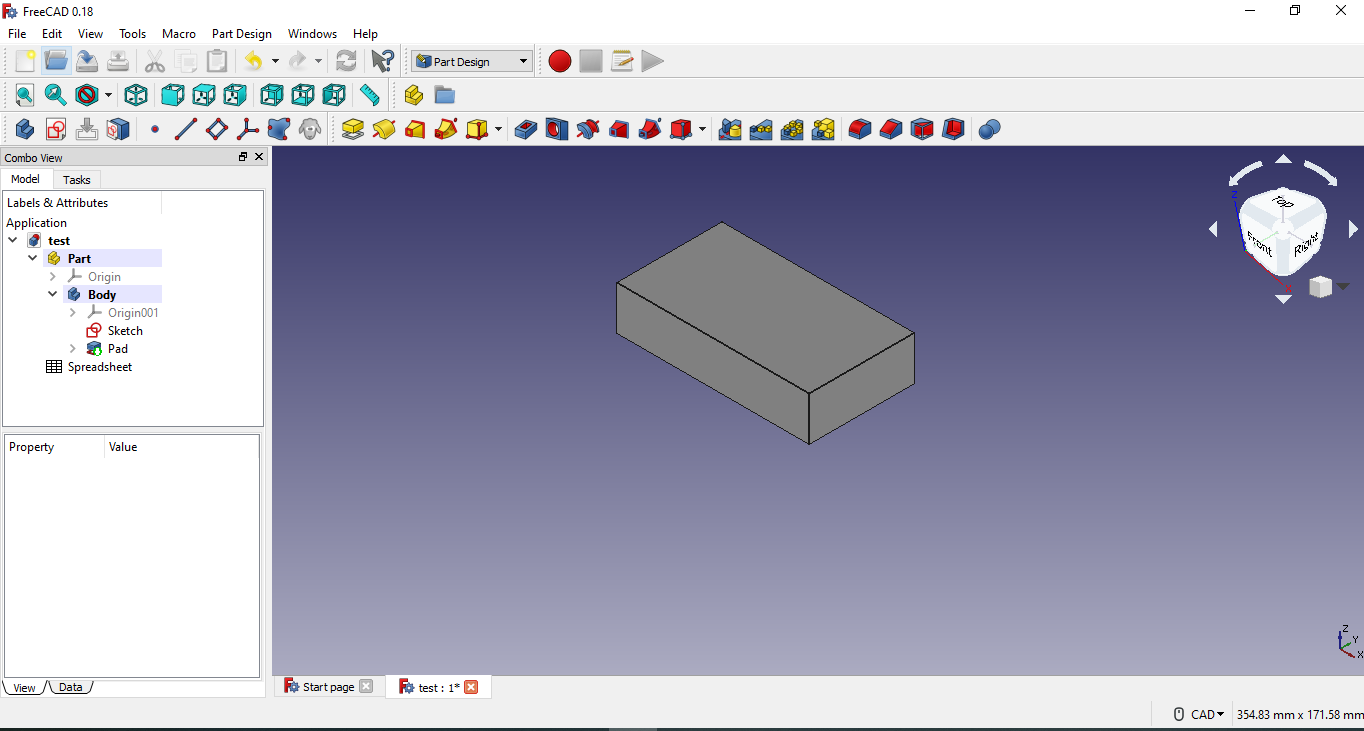 FreeCAD 0.18
File Edit View Tools Macro Part Design Windows Help
Part Design
Combo View
Model Tasks
Labels & Attributes
Application
test
Part
Origin
Body
Origin001
Sketch
Pad
Spreadsheet
Property Value
View Data
Top
Front
Right
Z
X
Z
Y
X
Start page
test : 1*
CAD
354.83 mm x 171.58 mm